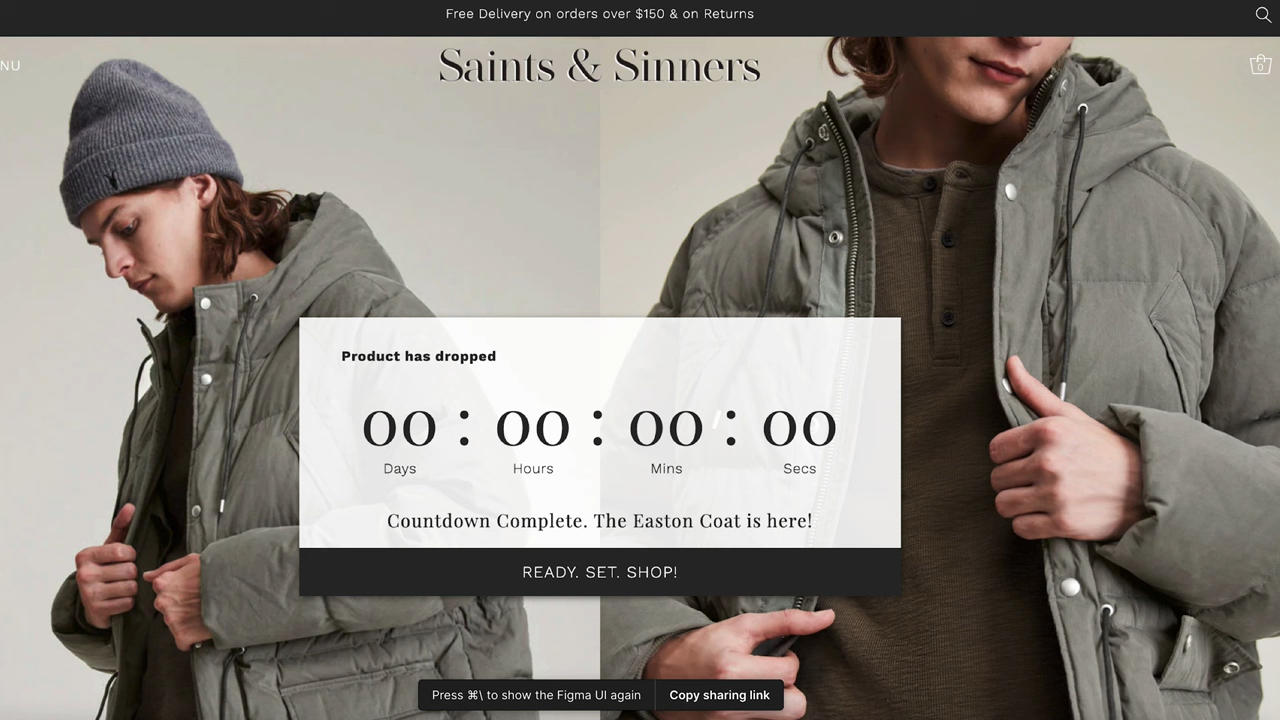 Free Delivery on orders over $150 & on Returns
NU
Saints & Sinners
0
Product has dropped
00 : 00 : 00 : 00
Days Hours Mins Secs
Countdown Complete. The Easton Coat is here!
READY. SET. SHOP!
Press ⌘\ to show the Figma UI again Copy sharing link